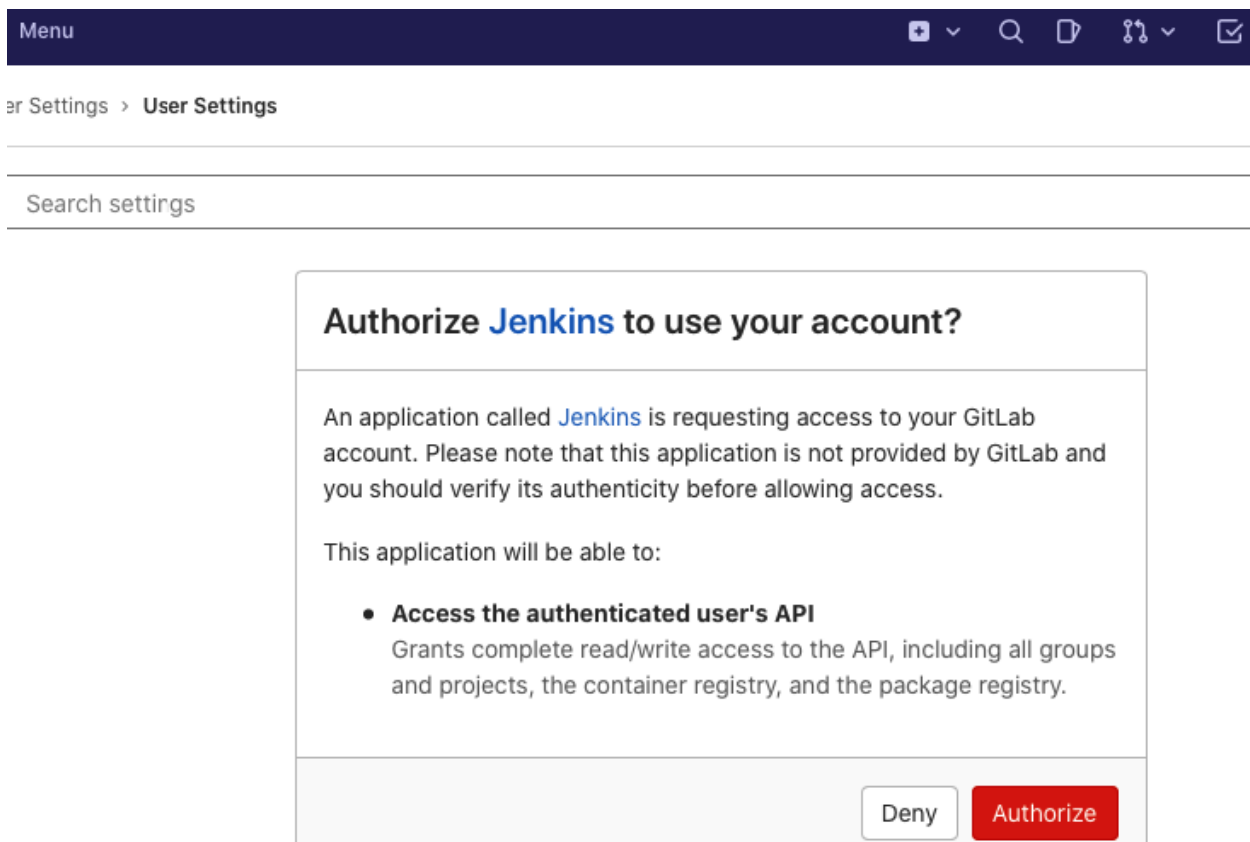 Menu
er Settings > User Settings
Search settings
Authorize Jenkins to use your account?
An application called Jenkins is requesting access to your GitLab
account. Please note that this application is not provided by GitLab and
you should verify its authenticity before allowing access.
This application will be able to:
• Access the authenticated user's API
Grants complete read/write access to the API, including all groups
and projects, the container registry, and the package registry.
Deny Authorize